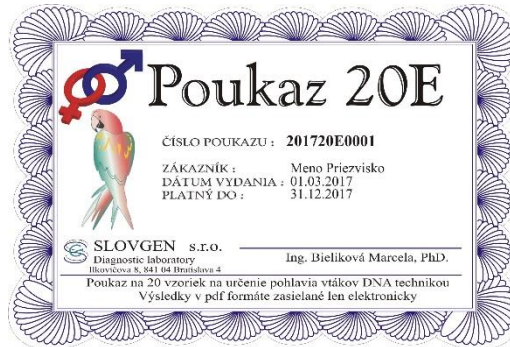 Poukaz 20E
ČÍSLO POUKAZU : 201720E0001
ZÁKAZNÍK : Meno Priezvisko
DÁTUM VYDANIA : 01.03.2017
PLATNÝ DO : 31.12.2017
SLOVGEN s.r.o.
Diagnostic laboratory
Ilkovičova 8, 841 04 Bratislava 4
Ing. Bieliková Marcela, PhD.
Poukaz na 20 vzoriek na určenie pohlavia vtákov DNA technikou
Výsledky v pdf formáte zasielané len elektronicky